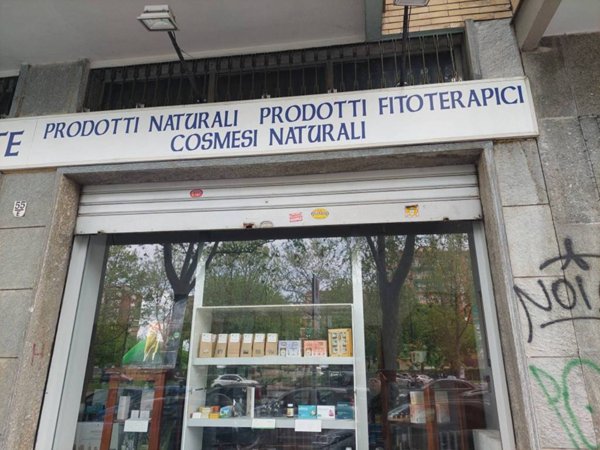 TE
PRODOTTI NATURALI PRODOTTI FITOTERAPICI
COSMESI NATURALI
55
NOI